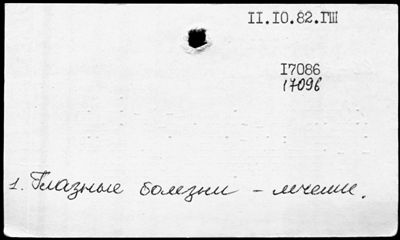 II.IO.82.ГШ
I7086
17096
1. Глазные болезни - лечение.